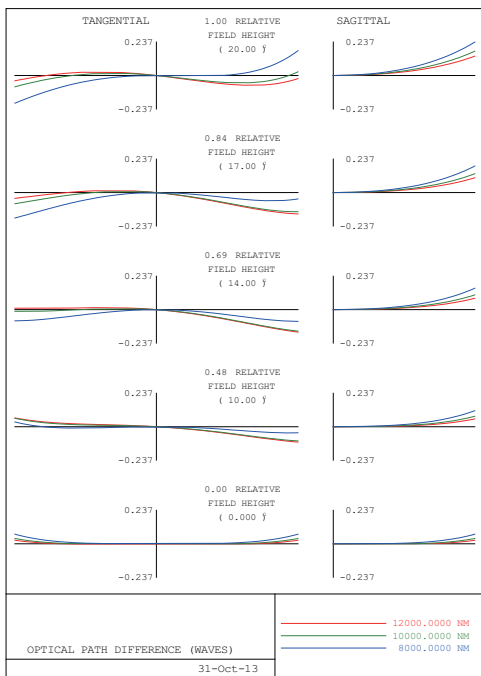 TANGENTIAL 1.00 RELATIVE SAGITTAL
FIELD HEIGHT
0.237 ( 20.00 °) 0.237
-0.237 -0.237
0.84 RELATIVE
FIELD HEIGHT
0.237 ( 17.00 °) 0.237
-0.237 -0.237
0.69 RELATIVE
FIELD HEIGHT
0.237 ( 14.00 °) 0.237
-0.237 -0.237
0.48 RELATIVE
FIELD HEIGHT
0.237 ( 10.00 °) 0.237
-0.237 -0.237
0.00 RELATIVE
FIELD HEIGHT
0.237 ( 0.000 °) 0.237
-0.237 -0.237
12000.0000 NM
10000.0000 NM
OPTICAL PATH DIFFERENCE (WAVES) 8000.0000 NM
31-Oct-13